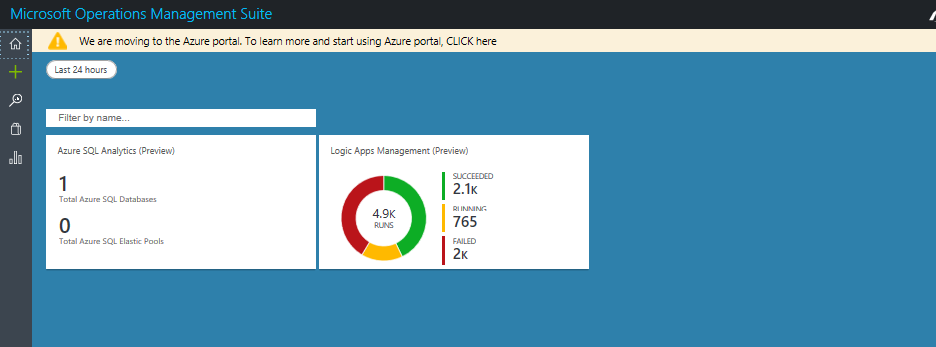 Microsoft Operations Management Suite
We are moving to the Azure portal. To learn more and start using Azure portal, CLICK here
Last 24 hours
Filter by name...
Azure SQL Analytics (Preview)
1
Total Azure SQL Databases
0
Total Azure SQL Elastic Pools
Logic Apps Management (Preview)
4.9K
RUNS
SUCCEEDED
2.1K
RUNNING
765
FAILED
2K